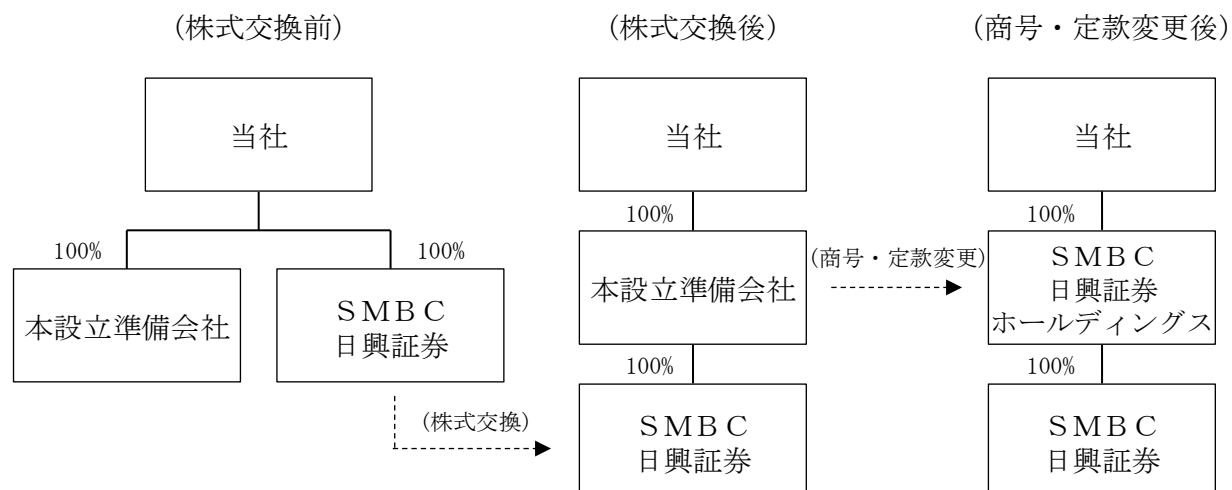 (株式交換前)
当社
100%
100%
本設立準備会社
ＳＭＢＣ
日興証券
(株式交換)
(株式交換後)
当社
100%
本設立準備会社
100%
ＳＭＢＣ
日興証券
(商号・定款変更)
(商号・定款変更後)
当社
100%
ＳＭＢＣ
日興証券
ホールディングス
100%
ＳＭＢＣ
日興証券